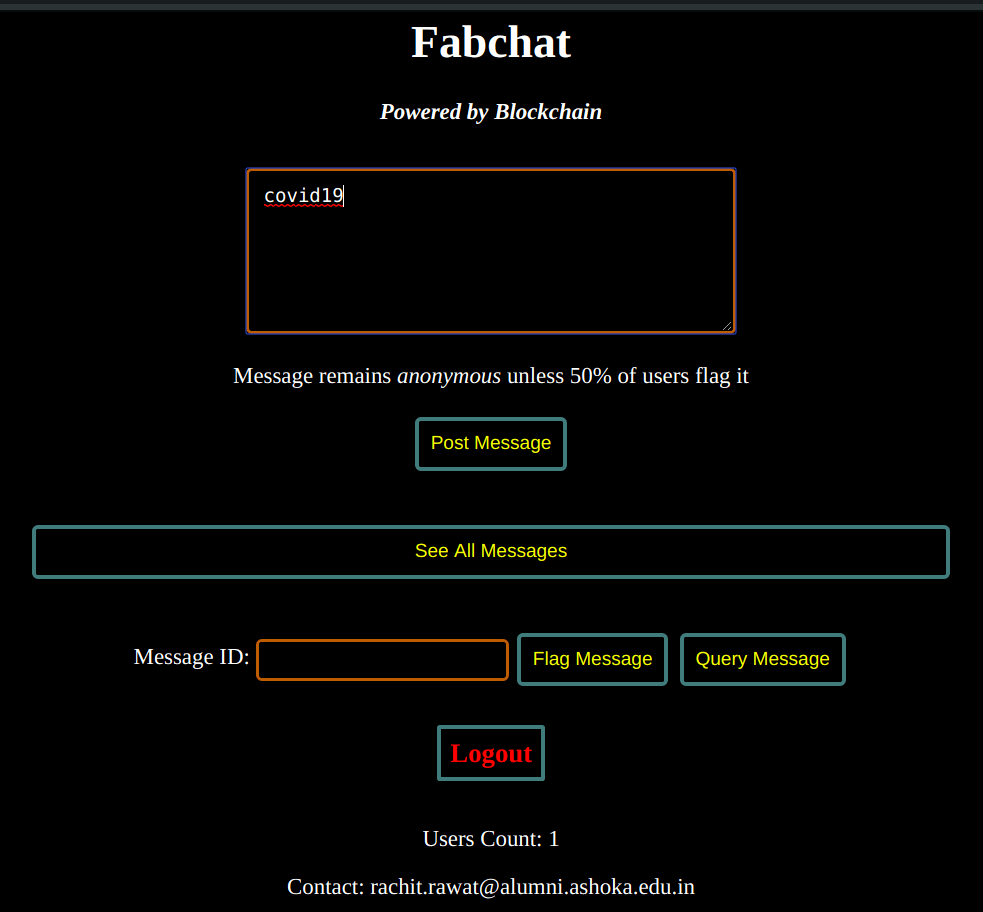 Fabchat
Powered by Blockchain
covid19
Message remains anonymous unless 50% of users flag it
Post Message
See All Messages
Message ID: Flag Message Query Message
Logout
Users Count: 1
Contact: rachit.rawat@alumni.ashoka.edu.in